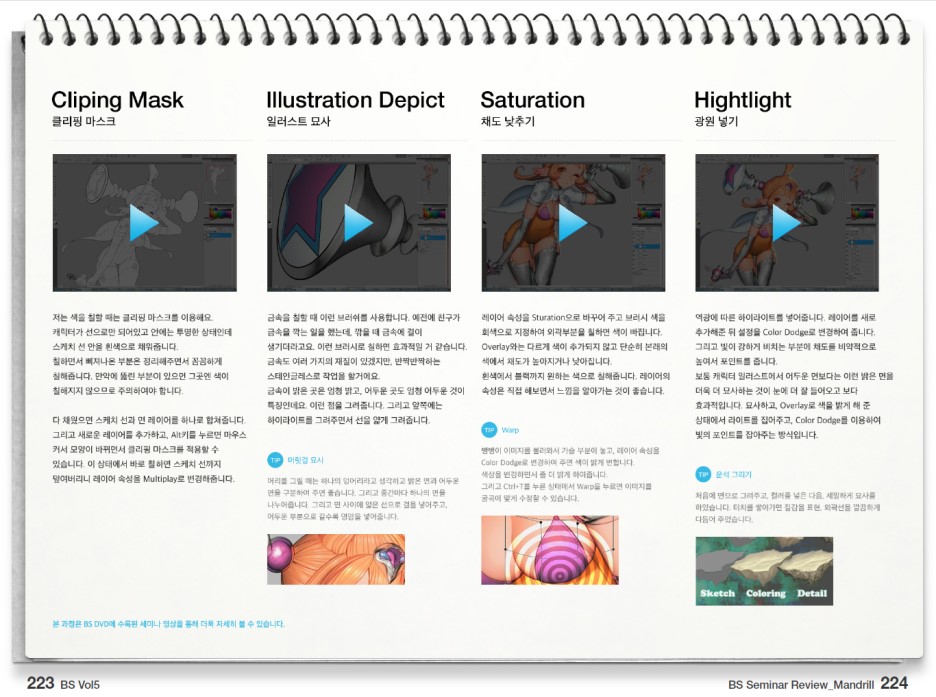 Cliping Mask
클리핑 마스크
저는 색을 칠할 때는 클리핑 마스크를 이용해요.
캐릭터가 선으로만 되어있고 안에는 투명한 상태인데
스케치 선 안을 흰색으로 채워줍니다.
칠하면서 삐져나온 부분은 정리해주면서 꼼꼼하게
칠해줍니다. 만약에 뚫린 부분이 있으면 그곳엔 색이
칠해지지 않으므로 주의하여야 합니다.
다 채웠으면 스케치 선과 면 레이어를 하나로 합쳐줍니다.
그리고 새로운 레이어를 추가하고, Alt키를 누르면 마우스
커서 모양이 바뀌면서 클리핑 마스크를 적용할 수
있습니다. 이 상태에서 바로 칠하면 스케치 선까지
덮여버리니 레이어 속성을 Multiplay로 변경해줍니다.
Illustration Depict
일러스트 묘사
금속을 칠할 때 이런 브러쉬를 사용합니다. 예전에 친구가
금속을 깎는 일을 했는데, 깎을 때 금속에 결이
생기더라고요. 이런 브러시로 칠하면 효과적일 거 같습니다.
금속도 여러 가지의 재질이 있겠지만, 반짝반짝하는
스테인글레스로 작업을 할거에요.
금속이 밝은 곳은 엄청 밝고, 어두운 곳도 엄청 어두운 것이
특징인데요. 이런 점을 그려줍니다. 그리고 앞쪽에는
하이라이트를 그려주면서 선을 얇게 그려줍니다.
TIP 머릿결 묘시
머리를 그릴 때는 하나의 덩어리라고 생각하고 밝은 면과 어두운
면을 구분하여 주면 좋습니다. 그리고 중간마다 하나의 면을
나누어줍니다. 그리고 면 사이에 얇은 선으로 결을 넣어주고,
어두운 부분으로 갈수록 명암을 넣어줍니다.
Saturation
채도 낮추기
레이어 속성을 Sturation으로 바꾸어 주고 브러시 색을
회색으로 지정하여 외곽부분을 칠하면 색이 빠집니다.
Overlay와는 다르게 색이 추가되지 않고 단순히 본래의
색에서 채도가 높아지거나 낮아집니다.
흰색에서 블랙까지 원하는 색으로 칠해줍니다. 레이어의
속성은 직접 해보면서 느낌을 알아가는 것이 좋습니다.
TIP Warp
뱅뱅이 이미지를 불러와서 가슴 부분에 놓고, 레이어 속성을
Color Dodge로 변경하여 주면 색이 밝게 변합니다.
색상을 변경하면서 좀 더 밝게 하여줍니다.
그리고 Ctrl+T를 누른 상태에서 Warp을 누르면 이미지를
굴곡에 맞게 수정할 수 있습니다.
Hightlight
광원 넣기
역광에 따른 하이라이트를 넣어줍니다. 레이어를 새로
추가해준 뒤 설정을 Color Dodge로 변경하여 줍니다.
그리고 빛이 강하게 비치는 부분에 채도를 비약적으로
높여서 포인트를 줍니다.
보통 캐릭터 일러스트에서 어두운 면보다는 이런 밝은 면을
더욱 더 묘사하는 것이 눈에 더 잘 들어오고 보다
효과적입니다. 묘사하고, Overlay로 색을 밝게 해 준
상태에서 라이트를 집어주고, Color Dodge를 이용하여
빛의 포인트를 잡아주는 방식입니다.
TIP 운석 그리기
처음에 면으로 그려주고, 컬러를 넣은 다음, 세밀하게 묘사를
하였습니다. 터치를 쌓아가면 질감을 표현, 외곽선을 깔끔하게
다듬어 주었습니다.
Sketch Coloring Detail
본 과정은 BS DVD에 수록된 세미나 영상을 통해 더욱 자세히 볼 수 있습니다.
223 BS Vol5
BS Seminar Review_Mandrill 224